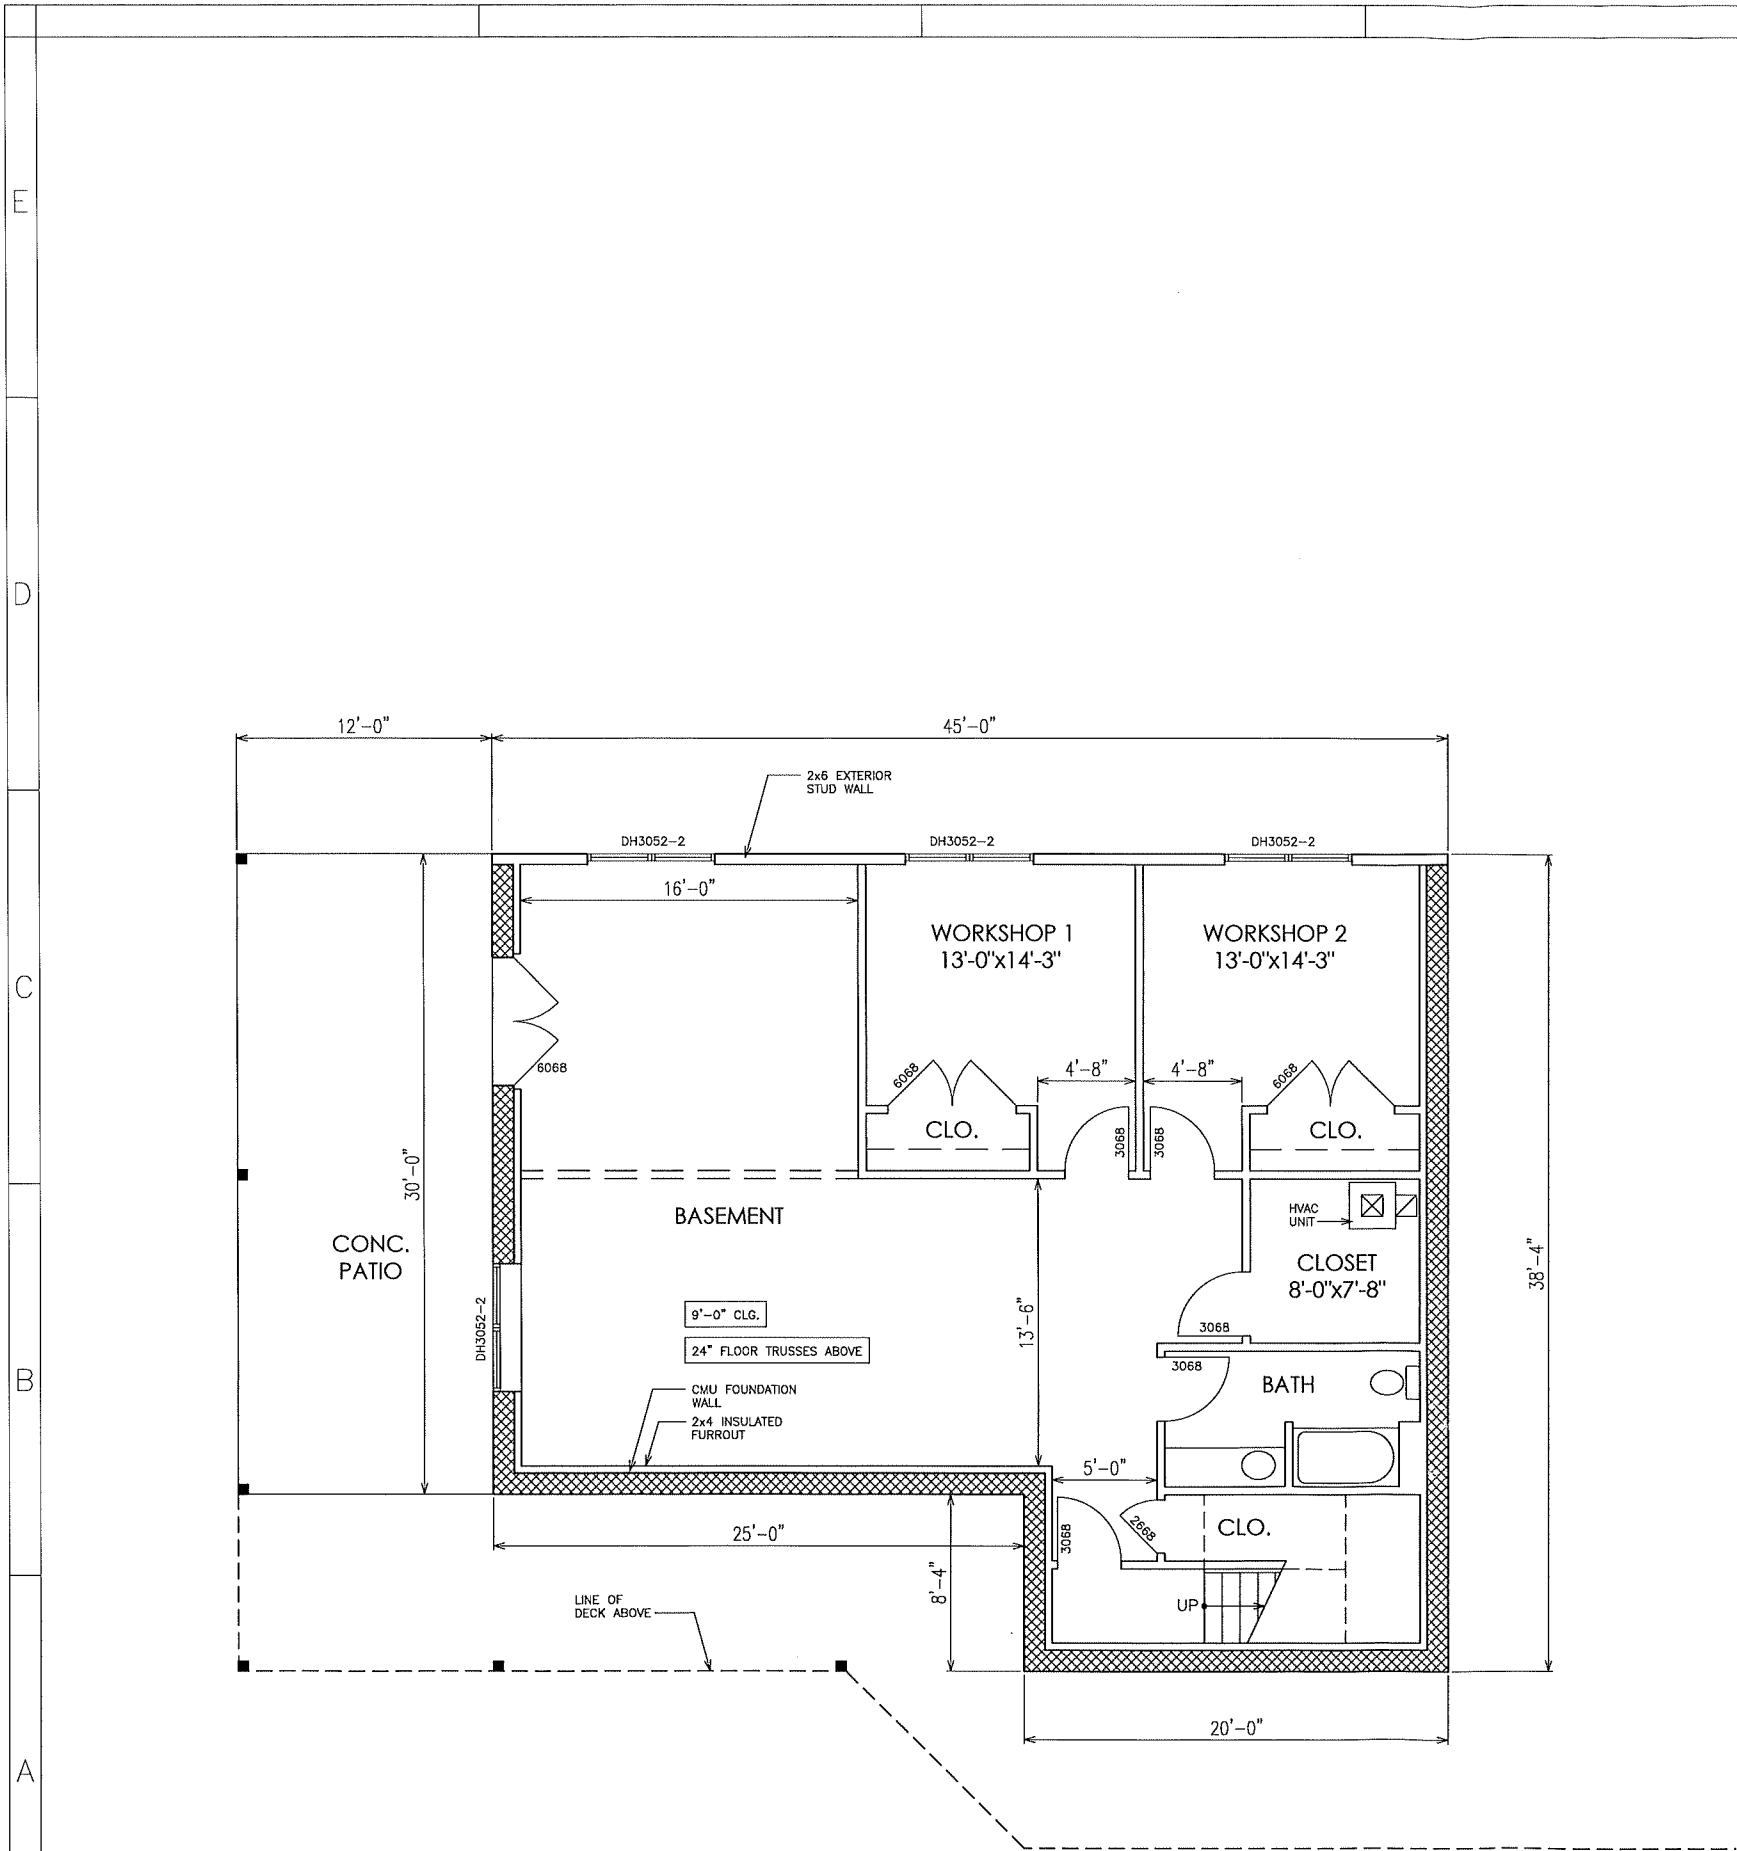 E
D
C
B
A
12'-0"
45'-0"
2x6 EXTERIOR
STUD WALL
DH3052-2
DH3052-2
DH3052-2
16'-0"
WORKSHOP 1
13'-0"x14'-3"
WORKSHOP 2
13'-0"x14'-3"
6068
6068
4'-8"
4'-8"
6068
CLO.
3068
3068
CLO.
30'-0"
BASEMENT
HVAC
UNIT
CONC.
PATIO
CLOSET
8'-0"x7'-8"
38'-4"
DH3052-2
9'-0" CLG.
13'-6"
3068
24" FLOOR TRUSSES ABOVE
3068
BATH
CMU FOUNDATION
WALL
2x4 INSULATED
FURROUT
5'-0"
25'-0"
3068
2668
CLO.
8'-4"
LINE OF
DECK ABOVE
UP
20'-0"